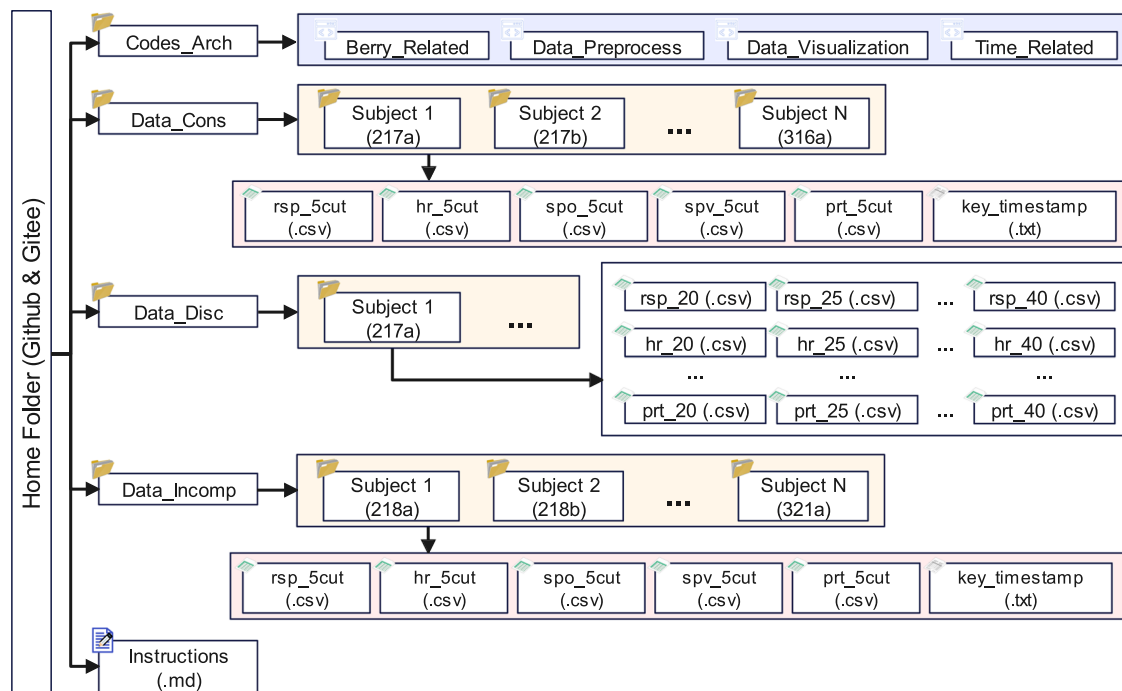 Home Folder (Github & Gitee)
Codes_Arch
Berry_Related
Data_Preprocess
Data_Visualization
Time_Related
Data_Cons
Subject 1
(217a)
Subject 2
(217b)
...
Subject N
(316a)
rsp_5cut
(.csv)
hr_5cut
(.csv)
spo_5cut
(.csv)
spv_5cut
(.csv)
prt_5cut
(.csv)
key_timestamp
(.txt)
Data_Disc
Subject 1
(217a)
...
rsp_20 (.csv)
rsp_25 (.csv)
...
rsp_40 (.csv)
hr_20 (.csv)
hr_25 (.csv)
...
hr_40 (.csv)
...
...
...
prt_20 (.csv)
prt_25 (.csv)
...
prt_40 (.csv)
Data_Incomp
Subject 1
(218a)
Subject 2
(218b)
...
Subject N
(321a)
rsp_5cut
(.csv)
hr_5cut
(.csv)
spo_5cut
(.csv)
spv_5cut
(.csv)
prt_5cut
(.csv)
key_timestamp
(.txt)
Instructions
(.md)